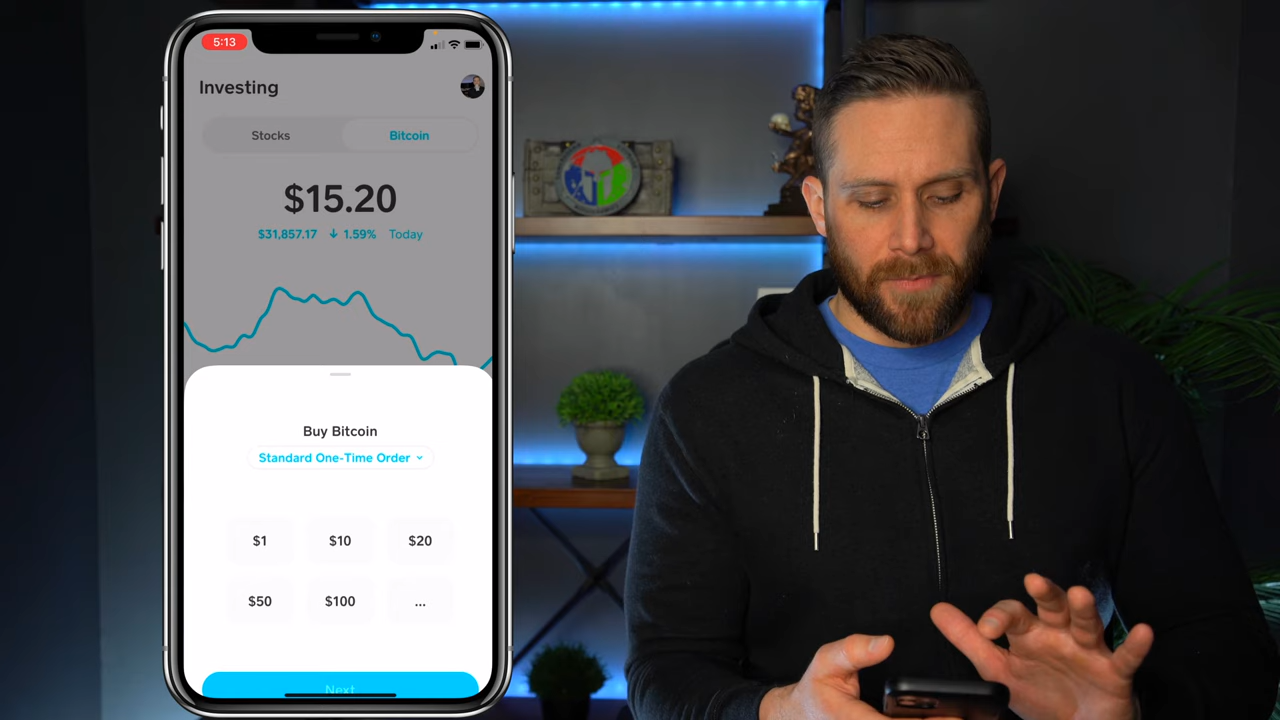 5:13
Investing
Stocks Bitcoin
$15.20
$31,857.17 ↓ 1.59% Today
Buy Bitcoin
Standard One-Time Order
$1 $10 $20
$50 $100 ...
Next